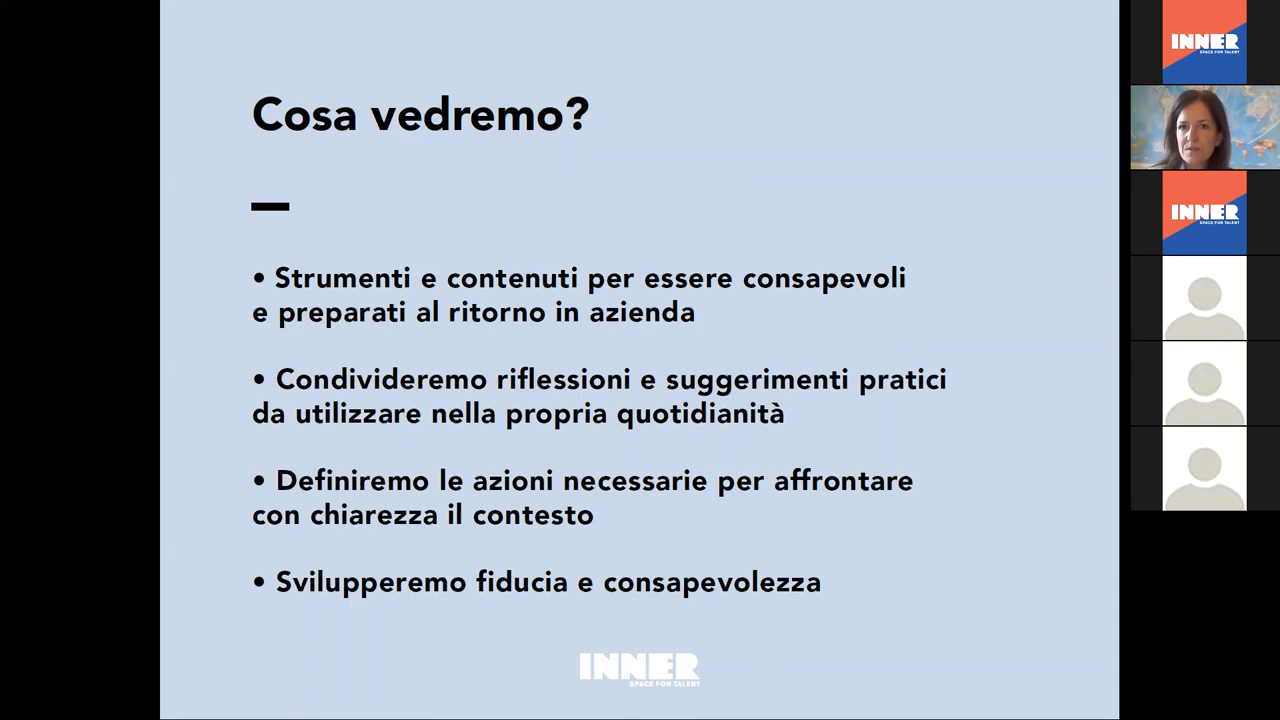 Cosa vedremo?
• Strumenti e contenuti per essere consapevoli
e preparati al ritorno in azienda
• Condivideremo riflessioni e suggerimenti pratici
da utilizzare nella propria quotidianità
• Definiremo le azioni necessarie per affrontare
con chiarezza il contesto
• Svilupperemo fiducia e consapevolezza
INNER
SPACE FOR TALENT
INNER
SPACE FOR TALENT
INNER
SPACE FOR TALENT